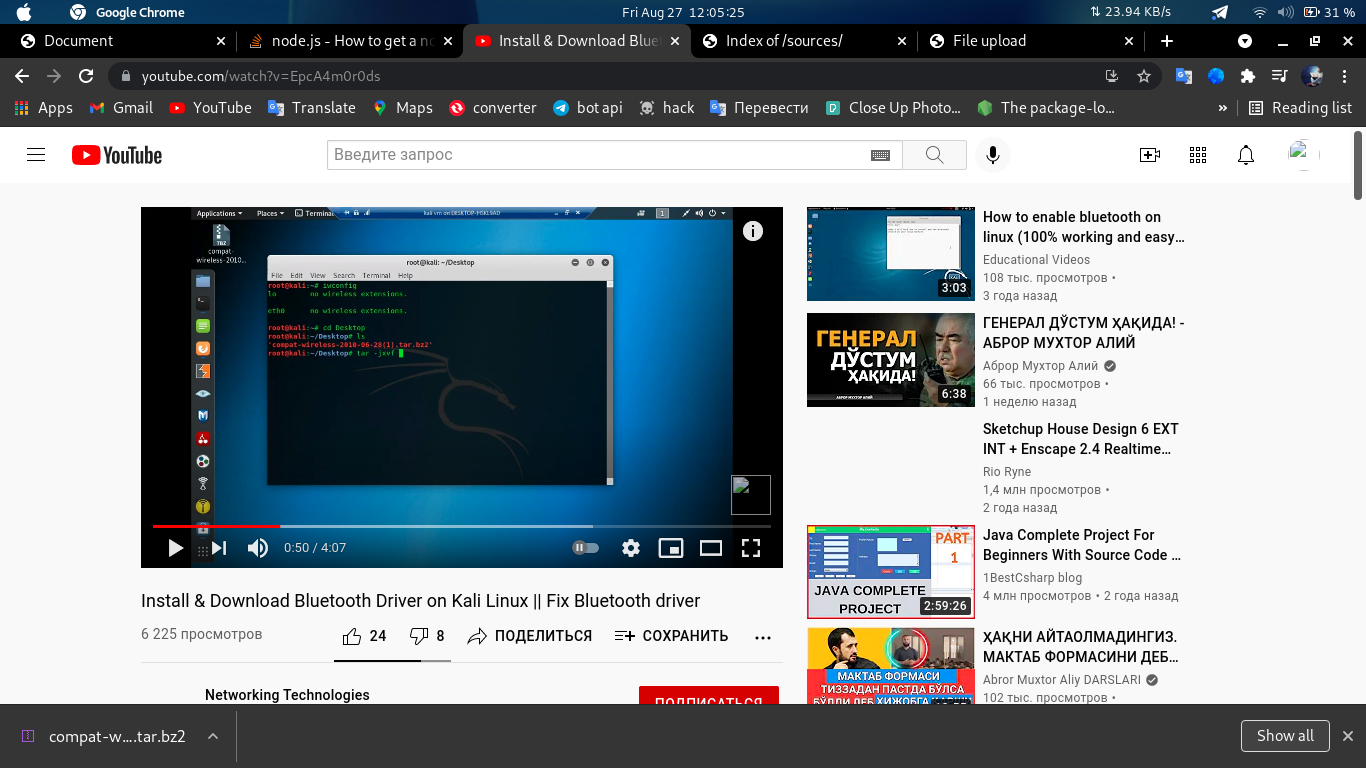 Google Chrome
Fri Aug 27 12:05:25
23.94 KB/s
31 %
Document
node.js - How to get a no
Install & Download Blue
Index of /sources/
File upload
youtube.com/watch?v=EpcA4m0r0ds
Apps
Gmail
YouTube
Translate
Maps
converter
bot api
hack
Перевести
Close Up Photo...
The package-lo...
»
Reading list
YouTube
Введите запрос
Applications
Places
Termina
kali vm on DESKTOP-H5KL9AD
1
TBZ
compat-
wireless-2010...
root@kali: ~/Desktop
File Edit View Search Terminal Help
root@kali:~# iwconfig
lo no wireless extensions.
eth0 no wireless extensions.
root@kali:~# cd Desktop
root@kali:~/Desktop# ls
'compat-wireless-2010-06-28(1).tar.bz2'
root@kali:~/Desktop# tar -jxvf
0:50 / 4:07
Install & Download Bluetooth Driver on Kali Linux || Fix Bluetooth driver
6 225 просмотров
24
8
ПОДЕЛИТЬСЯ
СОХРАНИТЬ
Networking Technologies
ПОДПИСАТЬСЯ
3:03
How to enable bluetooth on
linux (100% working and easy...
Educational Videos
108 тыс. просмотров •
3 года назад
ГЕНЕРАЛ
ДЎСТУМ
ҲАҚИДА!
АБРОР МУХТОР АЛИЙ
6:38
ГЕНЕРАЛ ДЎСТУМ ҲАҚИДА! -
АБРОР МУХТОР АЛИЙ
Аброр Мухтор Алий
66 тыс. просмотров •
1 неделю назад
Sketchup House Design 6 EXT
INT + Enscape 2.4 Realtime...
Rio Ryne
1,4 млн просмотров •
2 года назад
PART
1
JAVA COMPLETE
PROJECT
2:59:26
Java Complete Project For
Beginners With Source Code ...
1BestCsharp blog
4 млн просмотров • 2 года назад
МАКТАБ ФОРМАСИ
ТИЗЗАДАН ПАСТДА БЎЛСА
БЎЛДИ ДЕБ ҲИЖОБГА
ҲАҚНИ АЙТАОЛМАДИНГИЗ.
МАКТАБ ФОРМАСИНИ ДЕБ...
Abror Muxtor Aliy DARSLARI
102 тыс. просмотров •
compat-w....tar.bz2
Show all